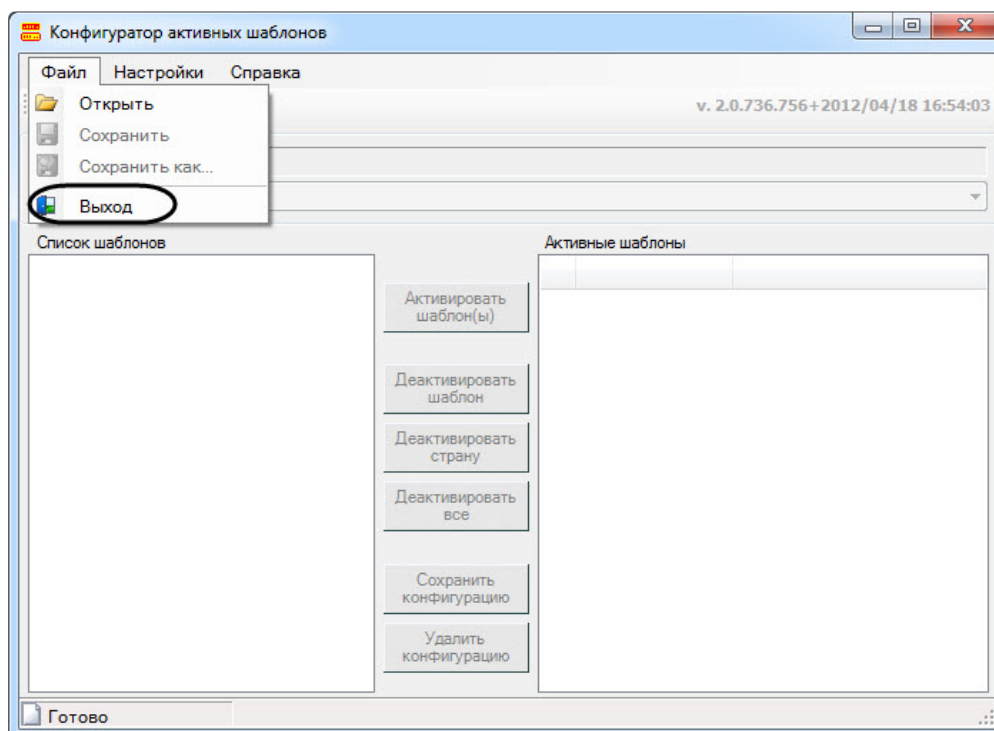 Конфигуратор активных шаблонов
Файл Настройки Справка
Открыть
v. 2.0.736.756+2012/04/18 16:54:03
Сохранить
Сохранить как...
Выход
Список шаблонов
Активные шаблоны
Активировать
шаблон(ы)
Деактивировать
шаблон
Деактивировать
страну
Деактивировать
все
Сохранить
конфигурацию
Удалить
конфигурацию
Готово